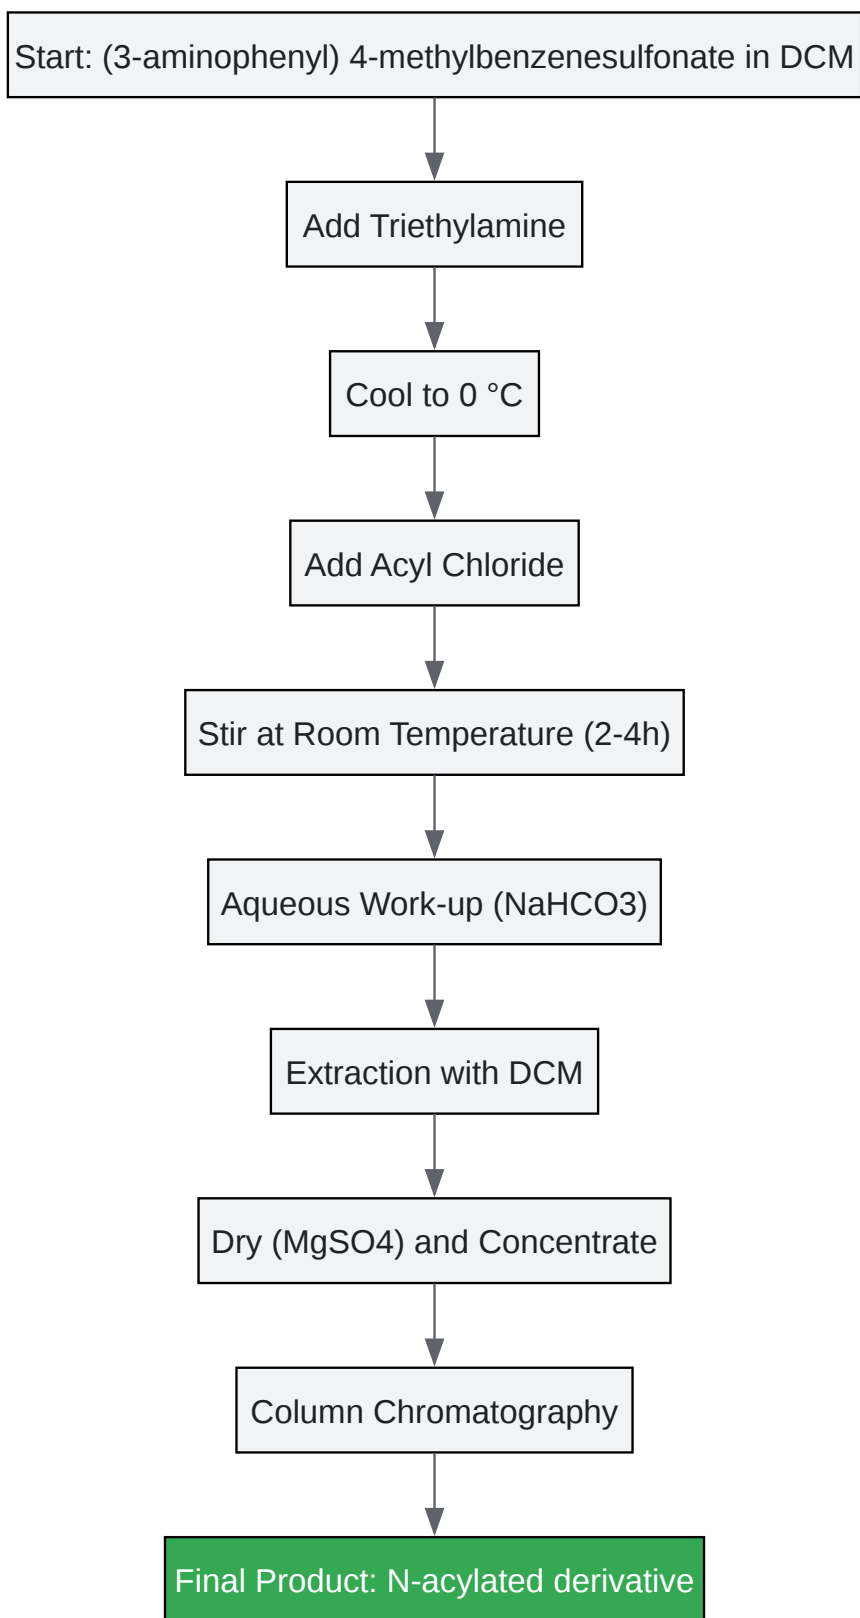 Start: (3-aminophenyl) 4-methylbenzenesulfonate in DCM
Add Triethylamine
Cool to 0 °C
Add Acyl Chloride
Stir at Room Temperature (2-4h)
Aqueous Work-up (NaHCO3)
Extraction with DCM
Dry (MgSO4) and Concentrate
Column Chromatography
Final Product: N-acylated derivative